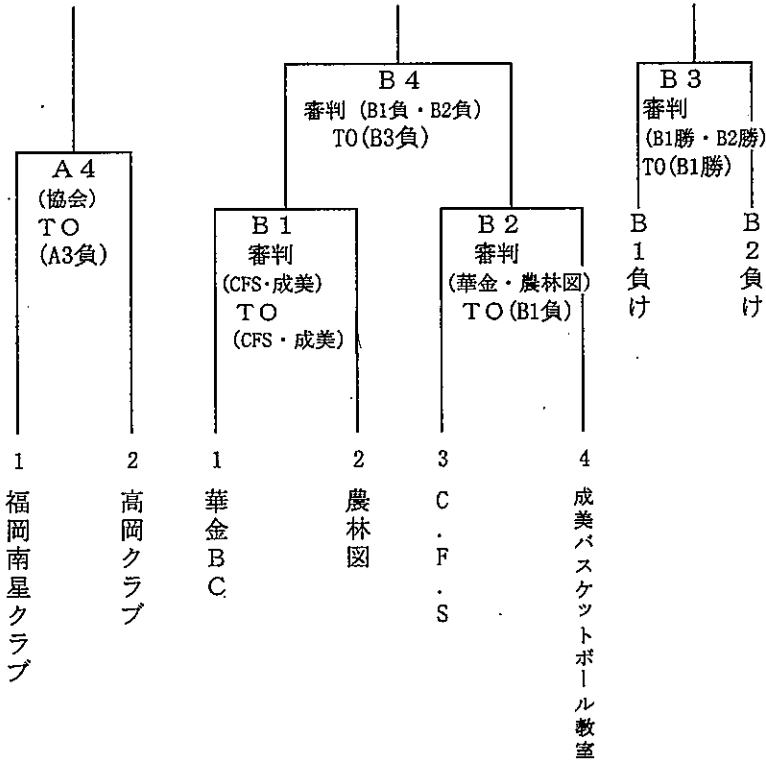 A4
(協会)
TO
(A3負)
1
福岡南星クラブ
2
高岡クラブ
B4
審判 (B1負・B2負)
TO(B3負)
B1
審判
(CFS・成美)
TO
(CFS・成美)
B2
審判
(華金・農林図)
TO(B1負)
1
華金BC
2
農林図
3
C.F.S
4
成美バスケットボール教室
B3
審判
(B1勝・B2勝)
TO(B1勝)
B1負け
B2負け